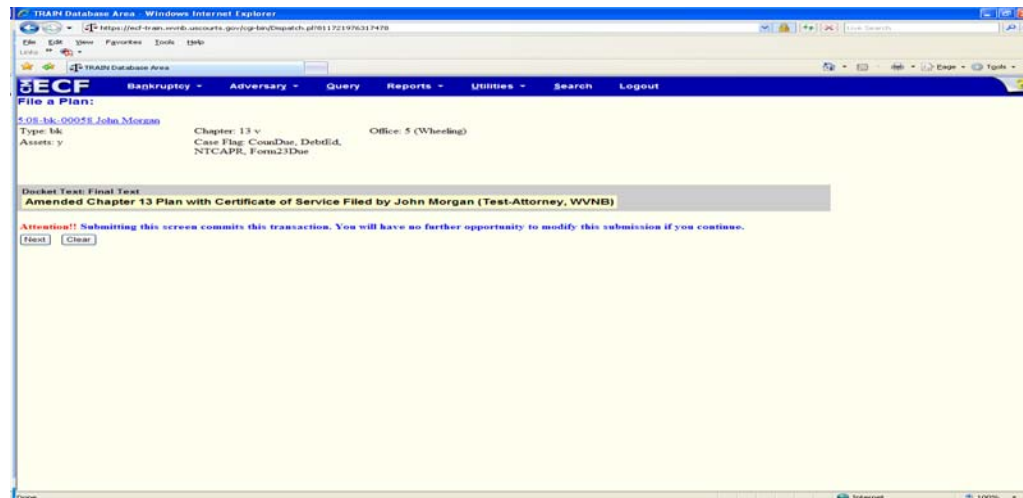 TRAIN Database Area - Windows Internet Explorer
https://ecf-train.wvnb.uscourts.gov/cgi-bin/Dispatch.pl?811721976317478
Live Search
File Edit View Favorites Tools Help
Links
TRAIN Database Area
Page Tools
ECF Bankruptcy Adversary Query Reports Utilities Search Logout
File a Plan:
5:08-bk-00058 John Morgan
Type: bk Chapter: 13 v Office: 5 (Wheeling)
Assets: y Case Flag: CounDue, DebtEd,
NTCAPR, Form23Due
Docket Text: Final Text
Amended Chapter 13 Plan with Certificate of Service Filed by John Morgan (Test-Attorney, WVNB)
Attention!! Submitting this screen commits this transaction. You will have no further opportunity to modify this submission if you continue.
Next Clear
Done Internet 100%